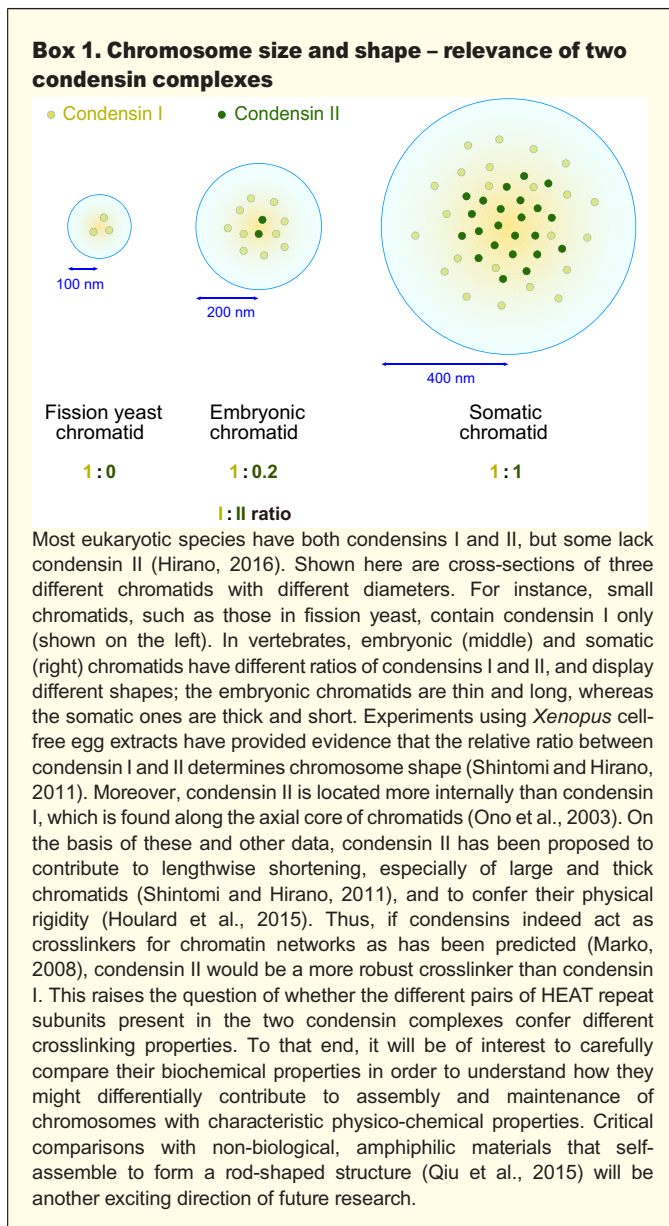 Box 1. Chromosome size and shape – relevance of two
condensin complexes
Condensin I
Condensin II
100 nm
200 nm
400 nm
Fission yeast
chromatid
Embryonic
chromatid
Somatic
chromatid
1 : 0
1 : 0.2
1 : 1
I : II ratio
Most eukaryotic species have both condensins I and II, but some lack
condensin II (Hirano, 2016). Shown here are cross-sections of three
different chromatids with different diameters. For instance, small
chromatids, such as those in fission yeast, contain condensin I only
(shown on the left). In vertebrates, embryonic (middle) and somatic
(right) chromatids have different ratios of condensins I and II, and display
different shapes; the embryonic chromatids are thin and long, whereas
the somatic ones are thick and short. Experiments using Xenopus cell-
free egg extracts have provided evidence that the relative ratio between
condensin I and II determines chromosome shape (Shintomi and Hirano,
2011). Moreover, condensin II is located more internally than condensin
I, which is found along the axial core of chromatids (Ono et al., 2003). On
the basis of these and other data, condensin II has been proposed to
contribute to lengthwise shortening, especially of large and thick
chromatids (Shintomi and Hirano, 2011), and to confer their physical
rigidity (Houlard et al., 2015). Thus, if condensins indeed act as
crosslinkers for chromatin networks as has been predicted (Marko,
2008), condensin II would be a more robust crosslinker than condensin
I. This raises the question of whether the different pairs of HEAT repeat
subunits present in the two condensin complexes confer different
crosslinking properties. To that end, it will be of interest to carefully
compare their biochemical properties in order to understand how they
might differentially contribute to assembly and maintenance of
chromosomes with characteristic physico-chemical properties. Critical
comparisons with non-biological, amphiphilic materials that self-
assemble to form a rod-shaped structure (Qiu et al., 2015) will be
another exciting direction of future research.